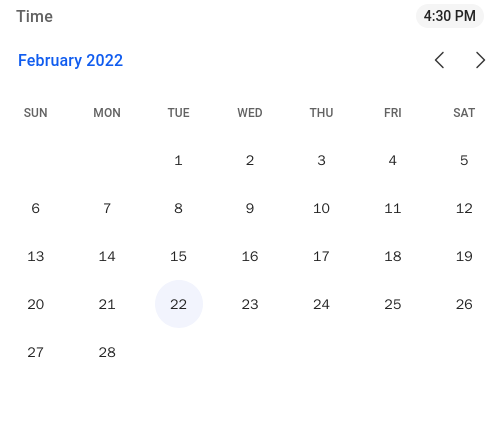 Time 4:30 PM
February 2022
SUN MON TUE WED THU FRI SAT
1 2 3 4 5
6 7 8 9 10 11 12
13 14 15 16 17 18 19
20 21 22 23 24 25 26
27 28